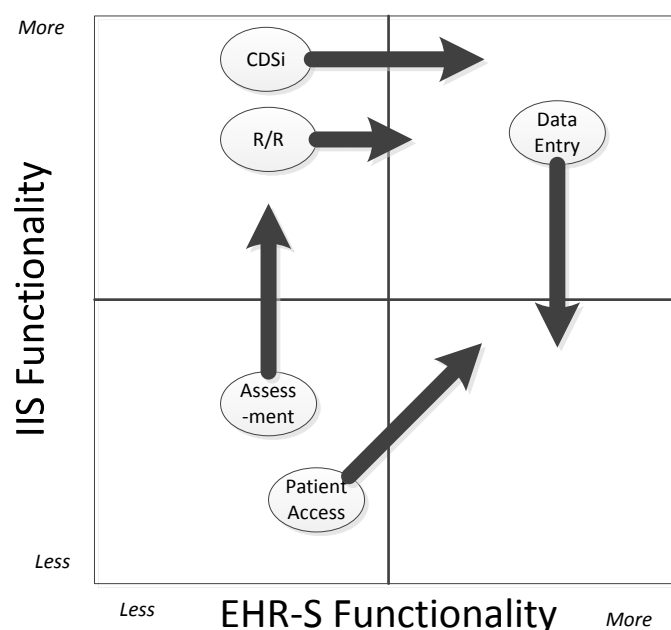 More
CDSi
R/R
Data
Entry
IIS Functionality
Assess
-ment
Patient
Access
Less
Less
EHR-S Functionality
More